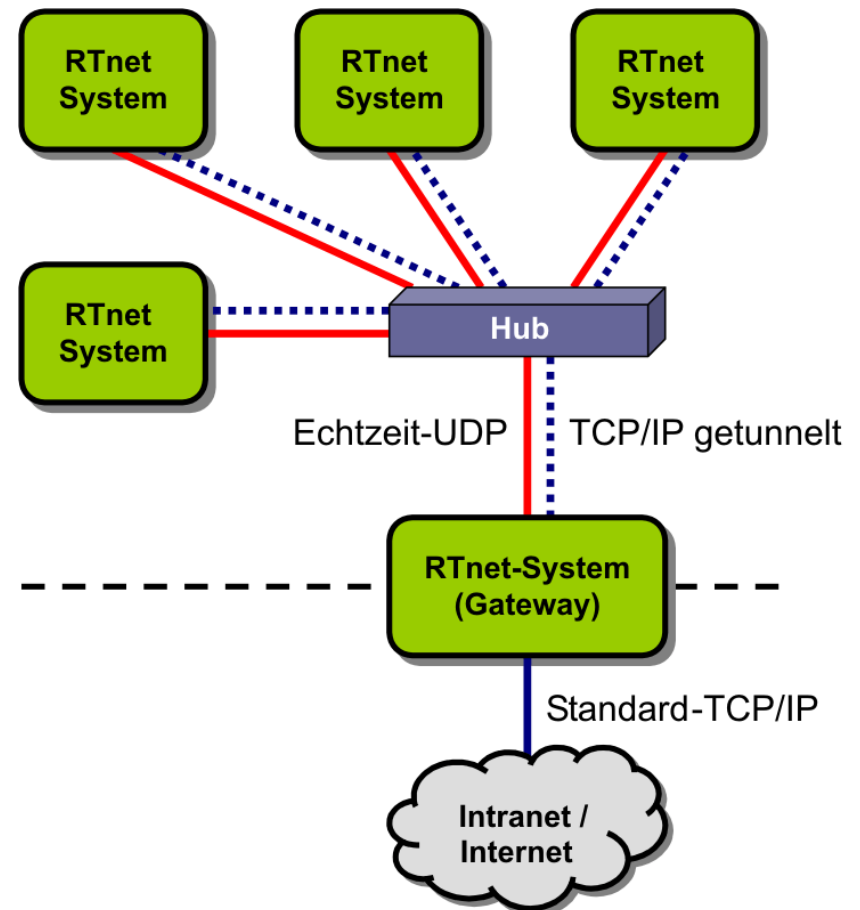 RTnet
System
RTnet
System
RTnet
System
RTnet
System
Hub
Echtzeit-UDP
TCP/IP getunnelt
RTnet-System
(Gateway)
Standard-TCP/IP
Intranet /
Internet